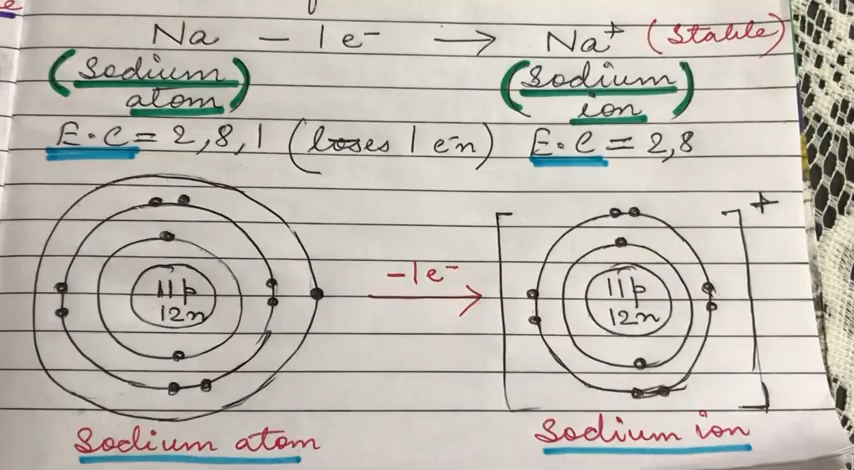 Na – 1e⁻ → Na⁺ (Stable)
(Sodium atom) (Sodium ion)
E.C = 2,8,1 (loses 1 e-n) E.C = 2,8
+
–1e⁻
11p 11p
12n 12n
Sodium atom Sodium ion